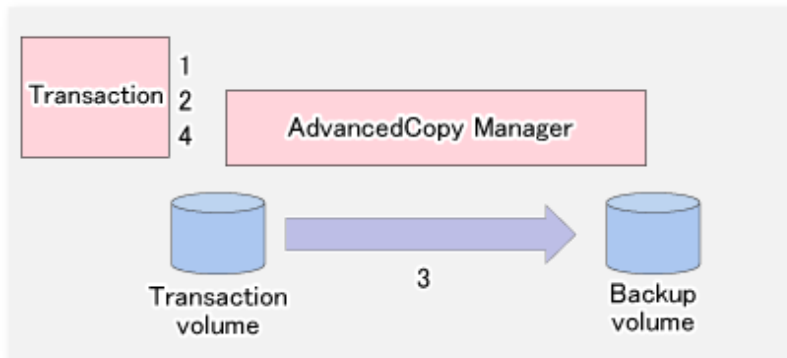 1
Transaction 2
4
AdvancedCopy Manager
3
Transaction
volume
Backup
volume